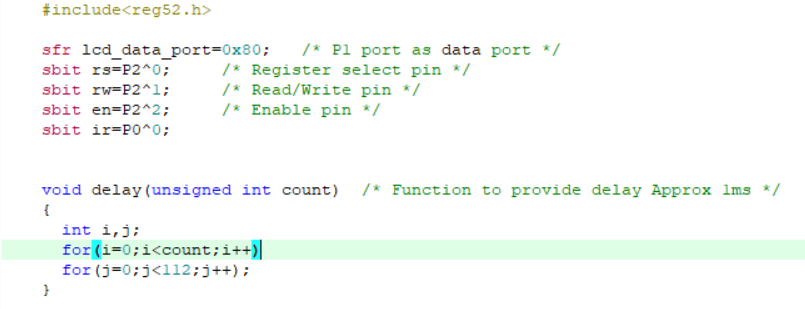 #include<reg52.h>
sfr lcd_data_port=0x80;   /* P1 port as data port */
sbit rs=P2^0;     /* Register select pin */
sbit rw=P2^1;     /* Read/Write pin */
sbit en=P2^2;     /* Enable pin */
sbit ir=P0^0;
void delay(unsigned int count)  /* Function to provide delay Approx 1ms */
{
  int i,j;
  for(i=0;i<count;i++)
  for(j=0;j<112;j++);
}